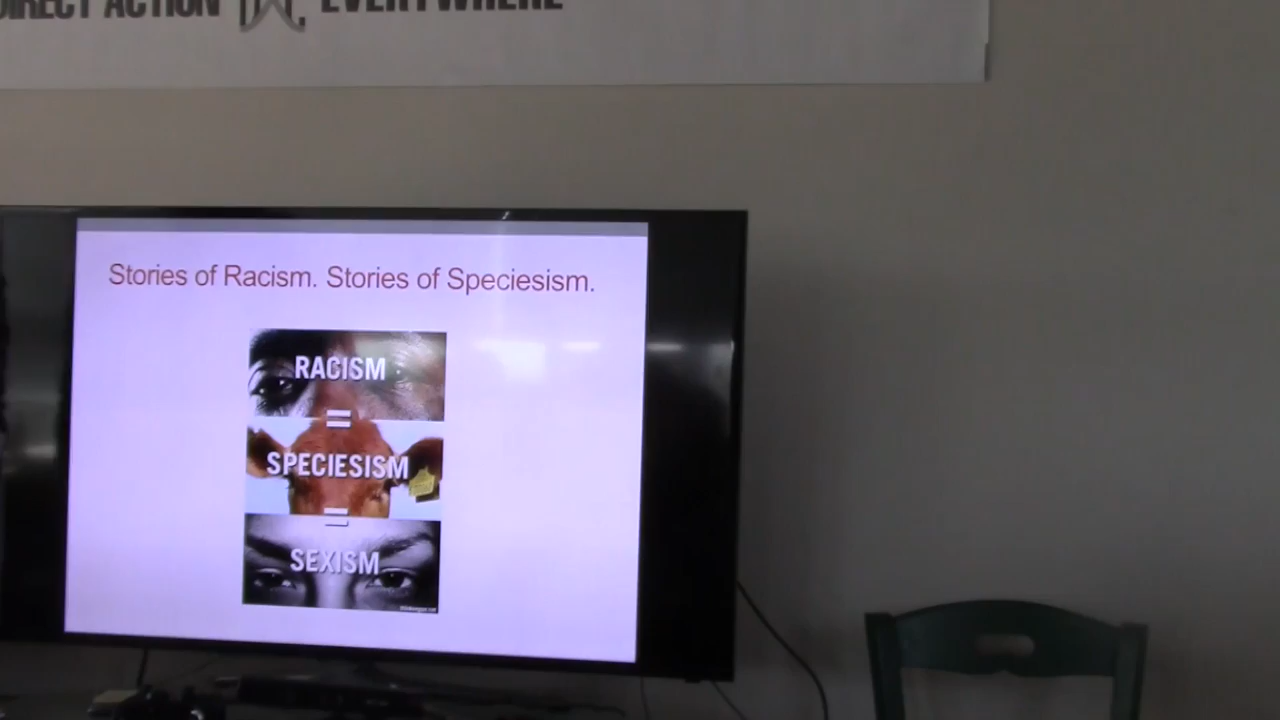 DIRECT ACTION EVERYWHERE
Stories of Racism. Stories of Speciesism.
RACISM
=
SPECIESISM
=
SEXISM